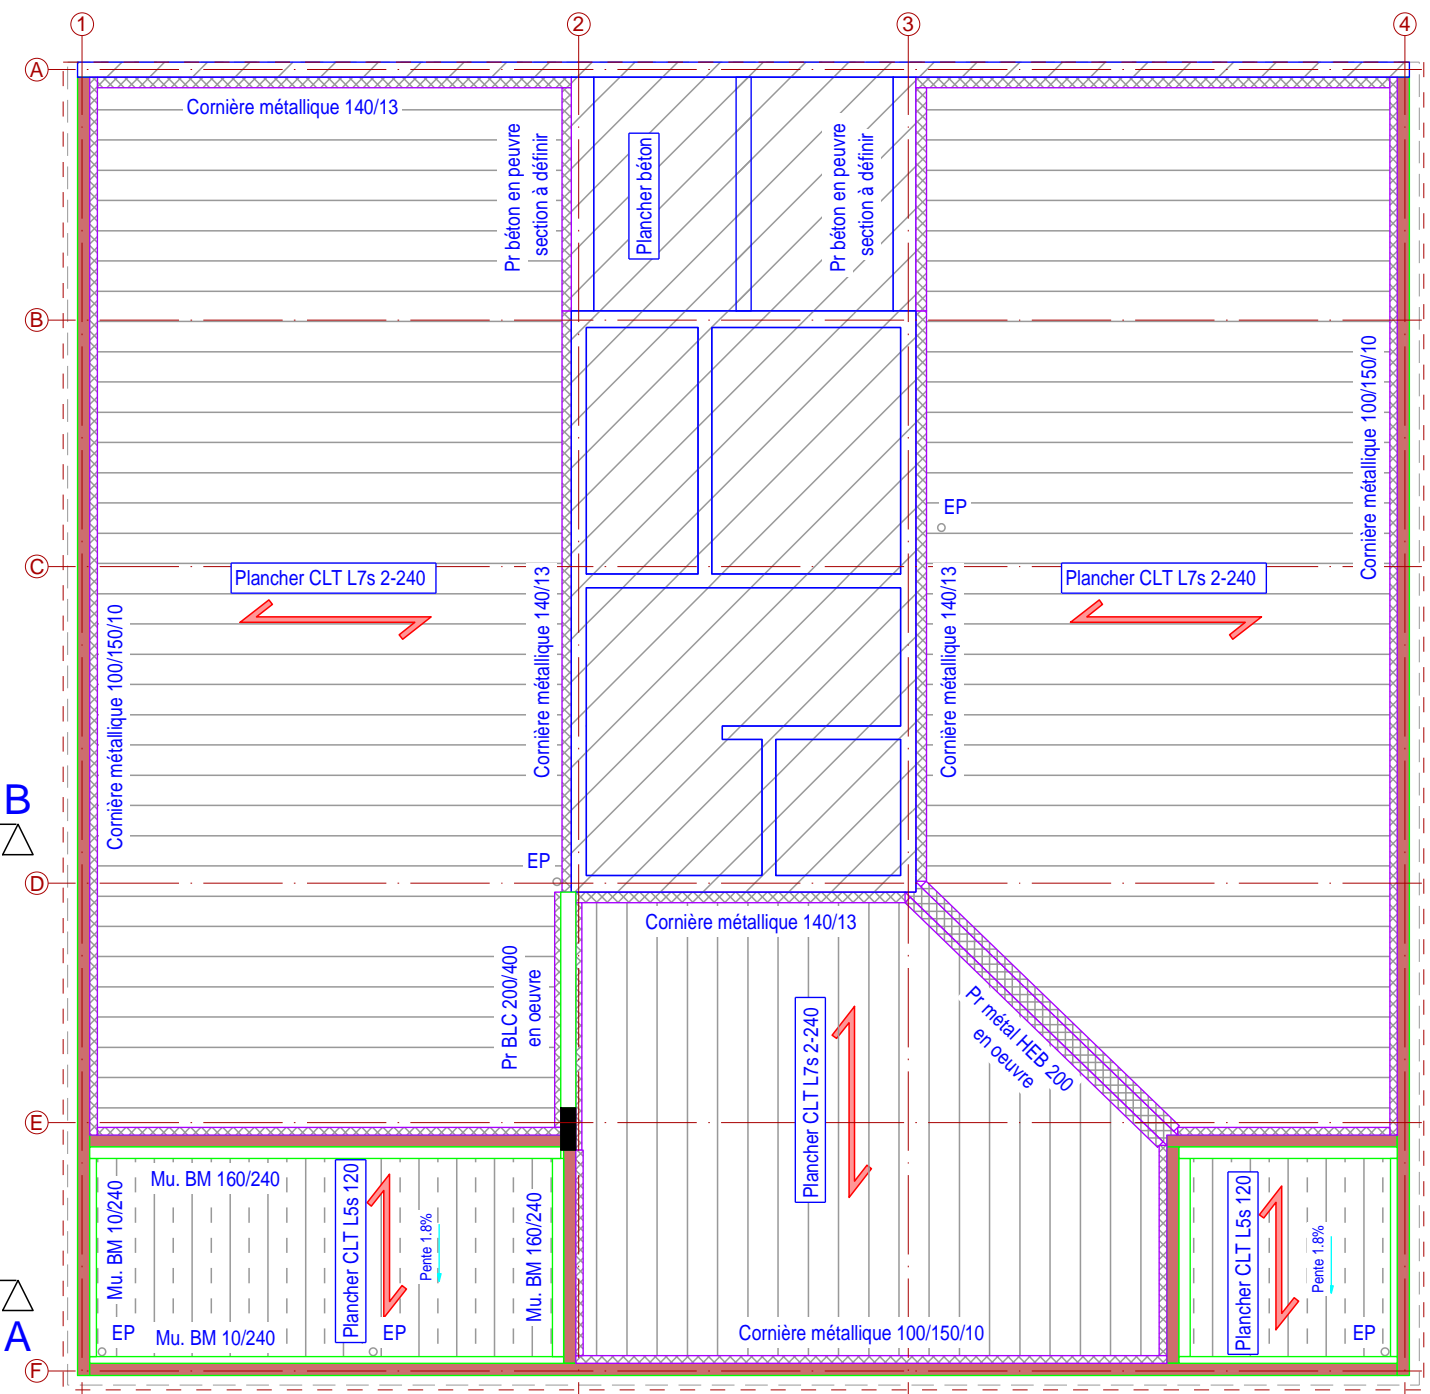 1
2
3
4
A
Cornière métallique 140/13
Pr béton en peuvre
section à définir
Plancher béton
Pr béton en peuvre
section à définir
B
Cornière métallique 100/150/10
EP
C
Plancher CLT L7s 2-240
Plancher CLT L7s 2-240
Cornière métallique 100/150/10
Cornière métallique 140/13
Cornière métallique 140/13
B
EP
D
Cornière métallique 140/13
Pr BLC 200/400
en oeuvre
Plancher CLT L7s 2-240
Pr métal HEB 200
en oeuvre
E
Mu. BM 160/240
Mu. BM 10/240
Plancher CLT L5s 120
Pente 1.8%
Mu. BM 160/240
Plancher CLT L5s 120
Pente 1.8%
A
EP
Mu. BM 10/240
EP
Cornière métallique 100/150/10
EP
F